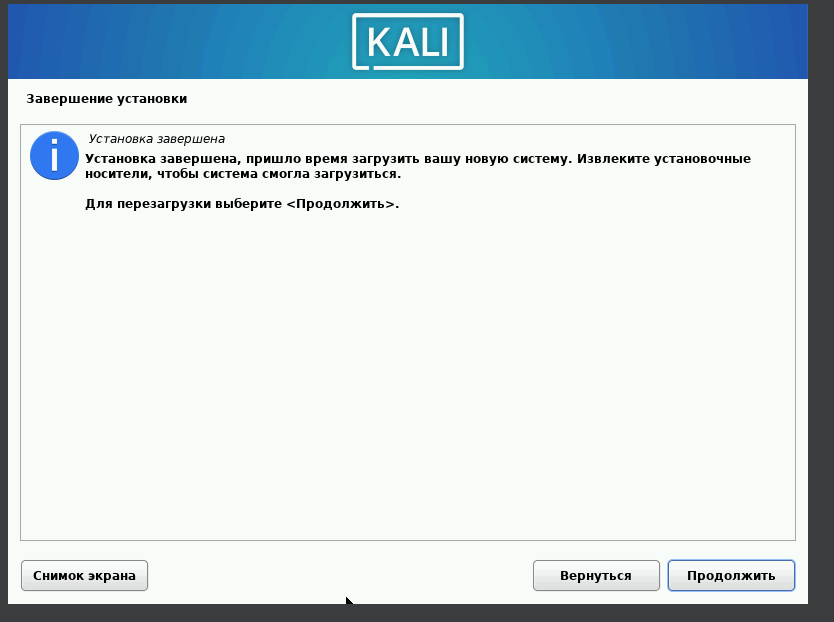 KALI
Завершение установки
Установка завершена
Установка завершена, пришло время загрузить вашу новую систему. Извлеките установочные
носители, чтобы система смогла загрузиться.
Для перезагрузки выберите <Продолжить>.
Снимок экрана
Вернуться
Продолжить